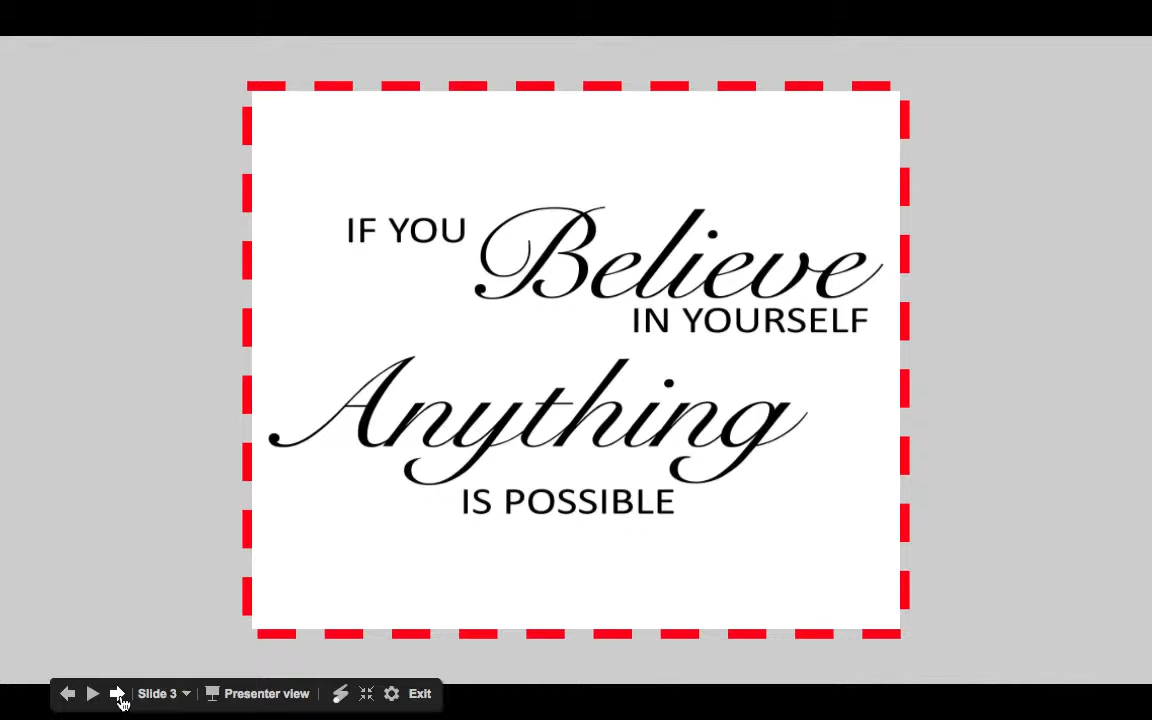 IF YOU Believe
IN YOURSELF
Anything
IS POSSIBLE
Slide 3 Presenter view Exit